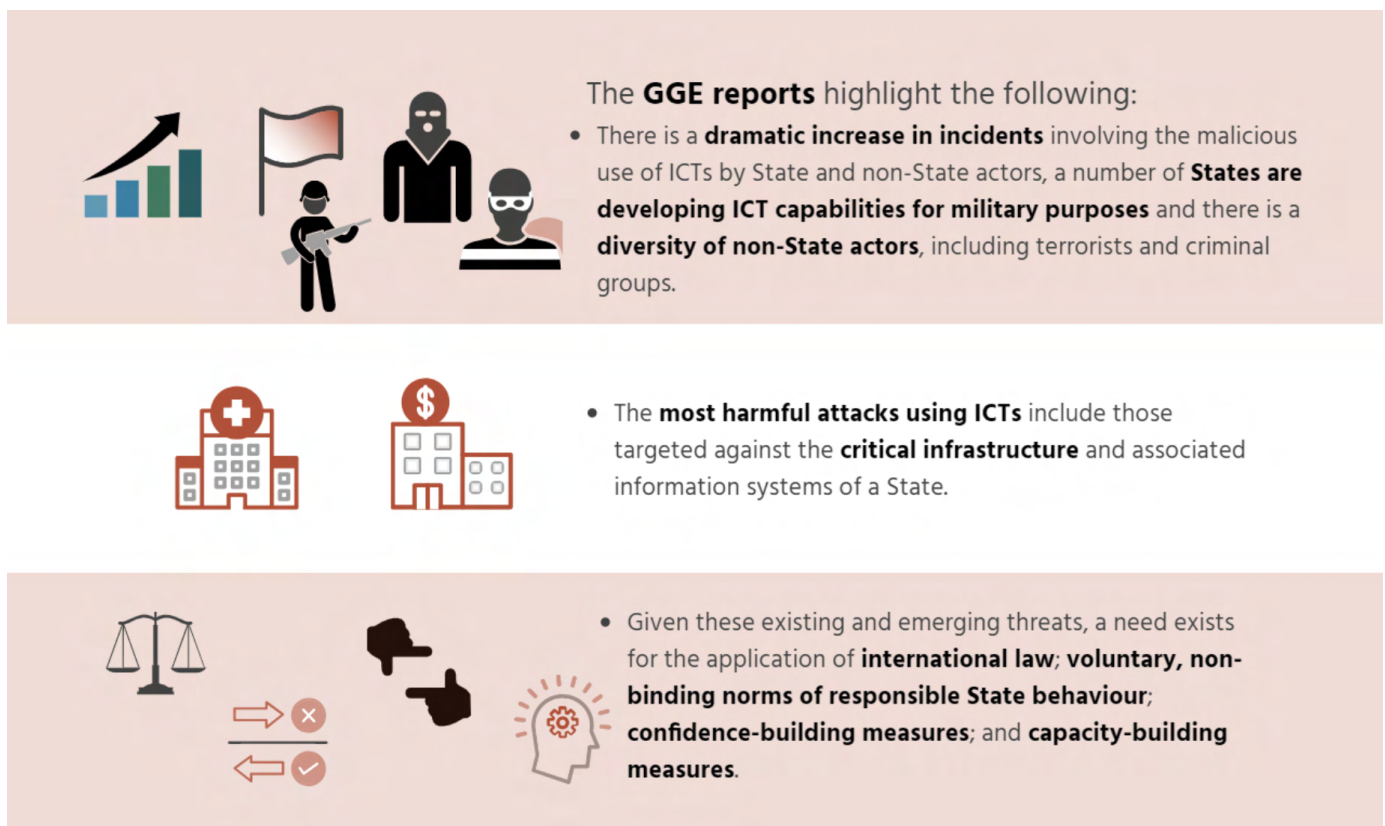 The GGE reports highlight the following:
• There is a dramatic increase in incidents involving the malicious
use of ICTs by State and non-State actors, a number of States are
developing ICT capabilities for military purposes and there is a
diversity of non-State actors, including terrorists and criminal
groups.
$
• The most harmful attacks using ICTs include those
targeted against the critical infrastructure and associated
information systems of a State.
• Given these existing and emerging threats, a need exists
for the application of international law; voluntary, non-
binding norms of responsible State behaviour;
confidence-building measures; and capacity-building
measures.